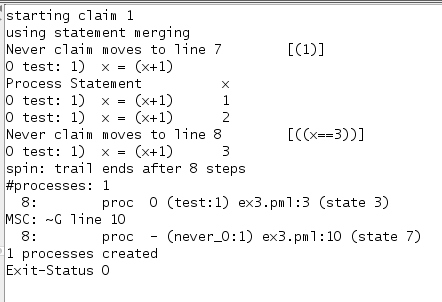 starting claim 1
using statement merging
Never claim moves to line 7 [(1)]
0 test: 1) x = (x+1)
Process Statement x
0 test: 1) x = (x+1) 1
0 test: 1) x = (x+1) 2
Never claim moves to line 8 [((x==3))]
0 test: 1) x = (x+1) 3
spin: trail ends after 8 steps
#processes: 1
8: proc 0 (test:1) ex3.pml:3 (state 3)
MSC: ~G line 10
8: proc - (never_0:1) ex3.pml:10 (state 7)
1 processes created
Exit-Status 0